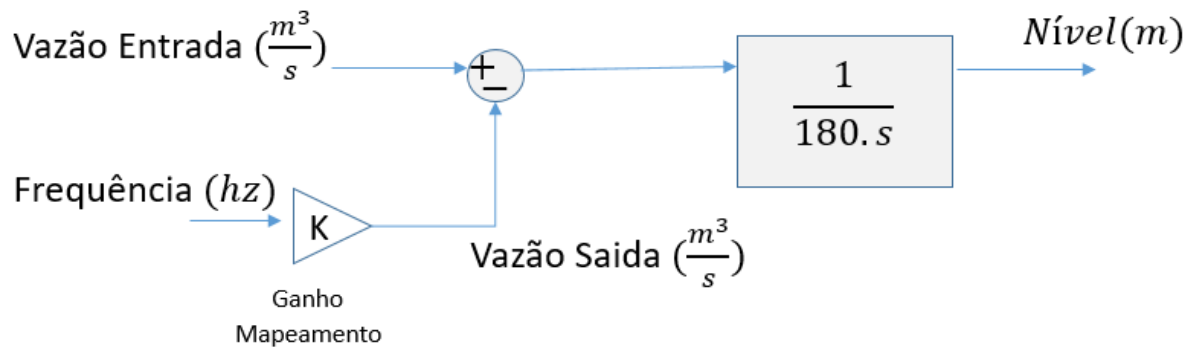 Vazão Entrada (m³/s)
+
−
1
180. s
Nível(m)
Frequência (hz)
K
Vazão Saida (m³/s)
Ganho
Mapeamento